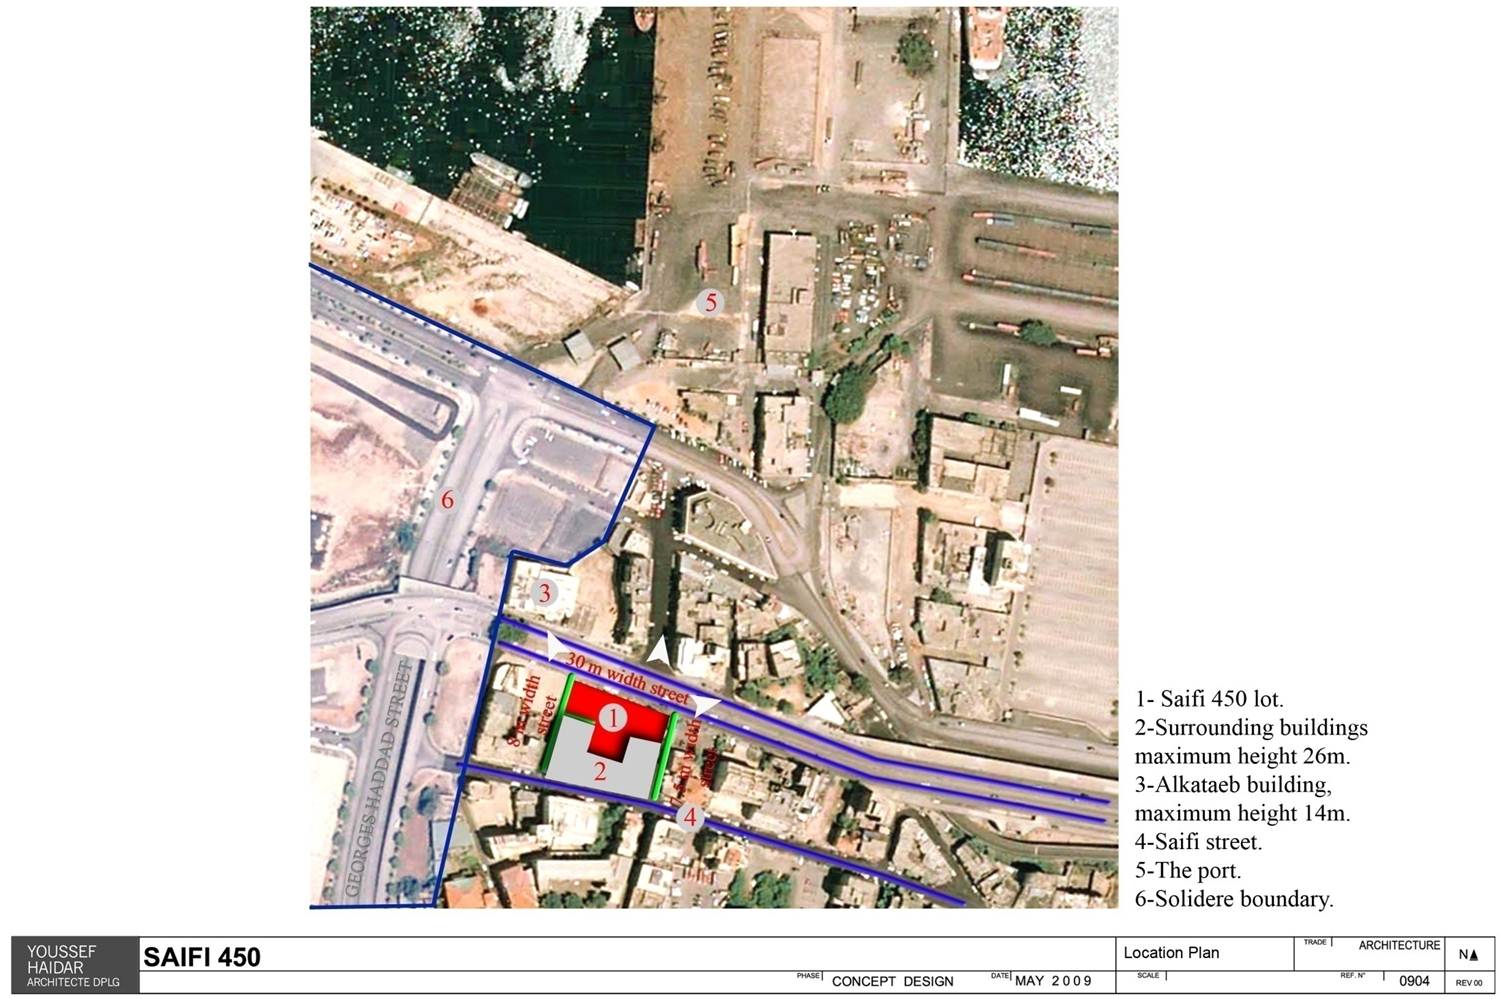 5
6
3
30 m width street
8 m width
street
1
width
street
2
4
GEORGES HADDAD STREET
1- Saifi 450 lot.
2-Surrounding buildings
maximum height 26m.
3-Alkataeb building,
maximum height 14m.
4-Saifi street.
5-The port.
6-Solidere boundary.
YOUSSEF
HAIDAR
ARCHITECTE DPLG
SAIFI 450
PHASE CONCEPT DESIGN DATE MAY 2009
Location Plan
SCALE
TRADE ARCHITECTURE
REF. N° 0904
N
REV 00